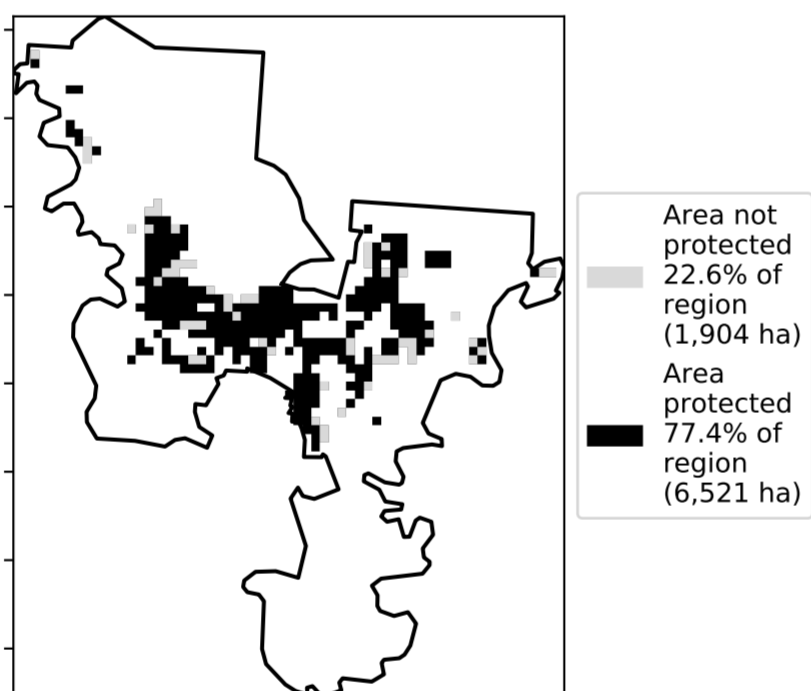 Area not
protected
22.6% of
region
(1,904 ha)
Area
protected
77.4% of
region
(6,521 ha)